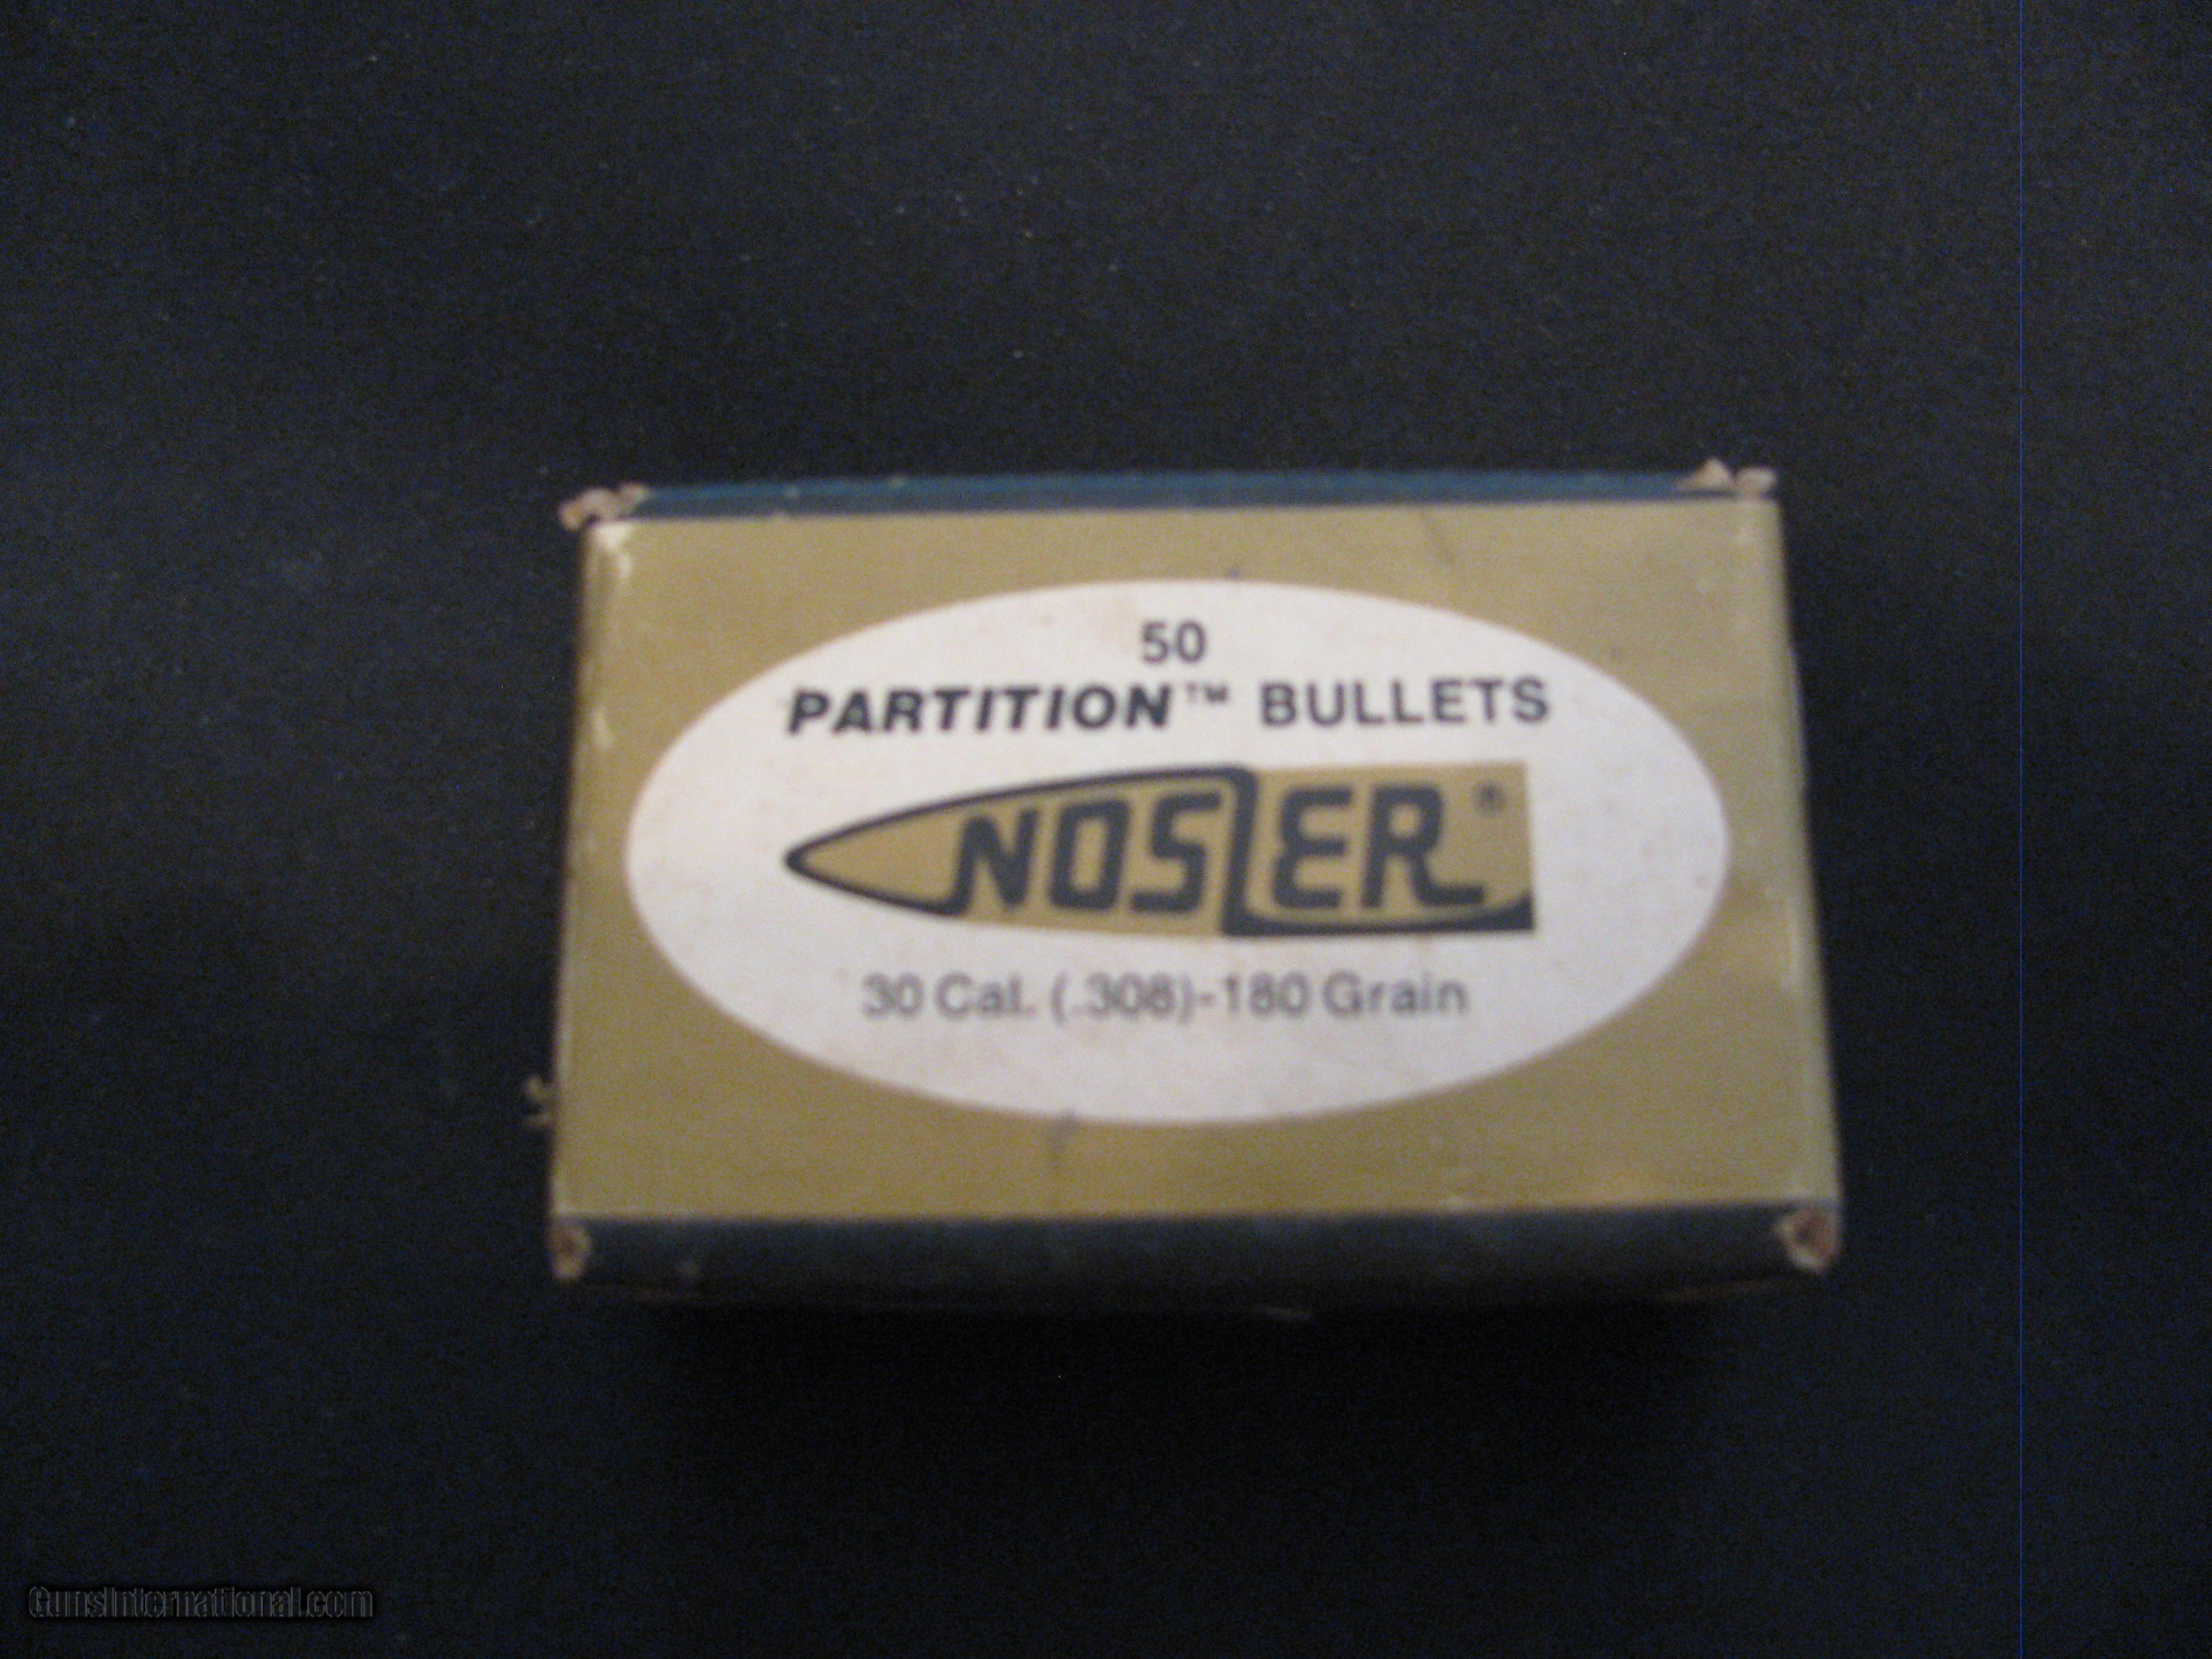 50
PARTITION™ BULLETS
NOSLER®
30 Cal. (.308)-180 Grain
GunsInternational.com